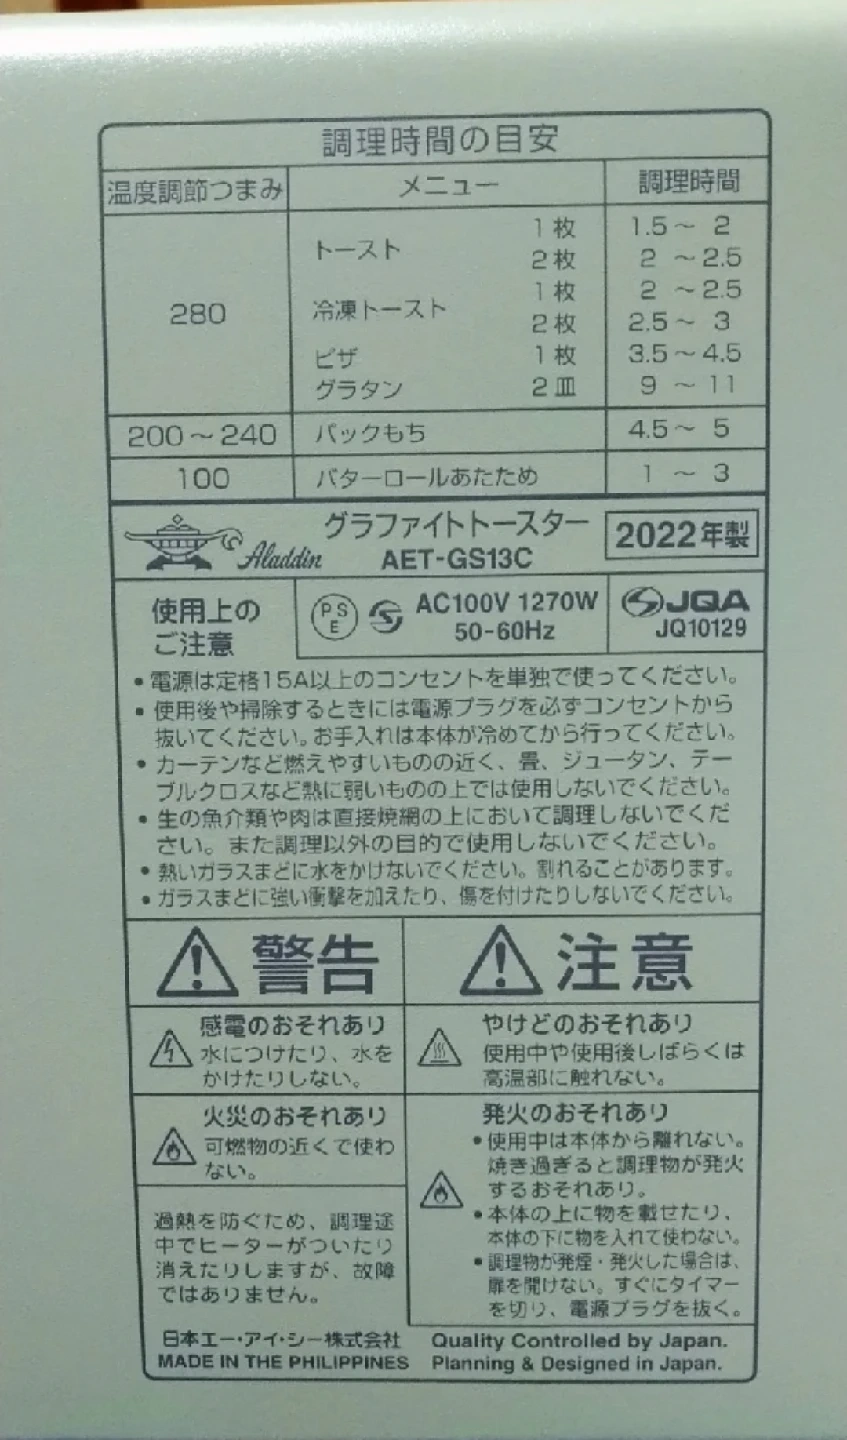 調理時間の目安
温度調節つまみ メニュー 調理時間
280 トースト 1枚 1.5～ 2
2枚 2 ～2.5
冷凍トースト 1枚 2 ～2.5
2枚 2.5～ 3
ピザ 1枚 3.5～4.5
グラタン 2皿 9 ～ 11
200～240 パックもち 4.5～ 5
100 バターロールあたため 1 ～ 3
Aladdin
グラファイトトースター
AET-GS13C
2022年製
使用上の
ご注意
PS
E
AC100V 1270W
50-60Hz
JQA
JQ10129
•電源は定格15A以上のコンセントを単独で使ってください。
•使用後や掃除するときには電源プラグを必ずコンセントから
抜いてください。お手入れは本体が冷めてから行ってください。
•カーテンなど燃えやすいものの近く、畳、ジュータン、テー
ブルクロスなど熱に弱いものの上では使用しないでください。
•生の魚介類や肉は直接焼網の上において調理しないでくだ
さい。また調理以外の目的で使用しないでください。
•熱いガラスまどに水をかけないでください。割れることがあります。
•ガラスまどに強い衝撃を加えたり、傷を付けたりしないでください。
警告
感電のおそれあり
水につけたり、水を
かけたりしない。
火災のおそれあり
可燃物の近くで使わ
ない。
過熱を防ぐため、調理途
中でヒーターがついたり
消えたりしますが、故障
ではありません。
注意
やけどのおそれあり
使用中や使用後しばらくは
高温部に触れない。
発火のおそれあり
•使用中は本体から離れない。
焼き過ぎると調理物が発火
するおそれあり。
•本体の上に物を載せたり、
本体の下に物を入れて使わない。
•調理物が発煙・発火した場合は、
扉を開けない。すぐにタイマー
を切り、電源プラグを抜く。
日本エー・アイ・シー株式会社
MADE IN THE PHILIPPINES
Quality Controlled by Japan.
Planning & Designed in Japan.